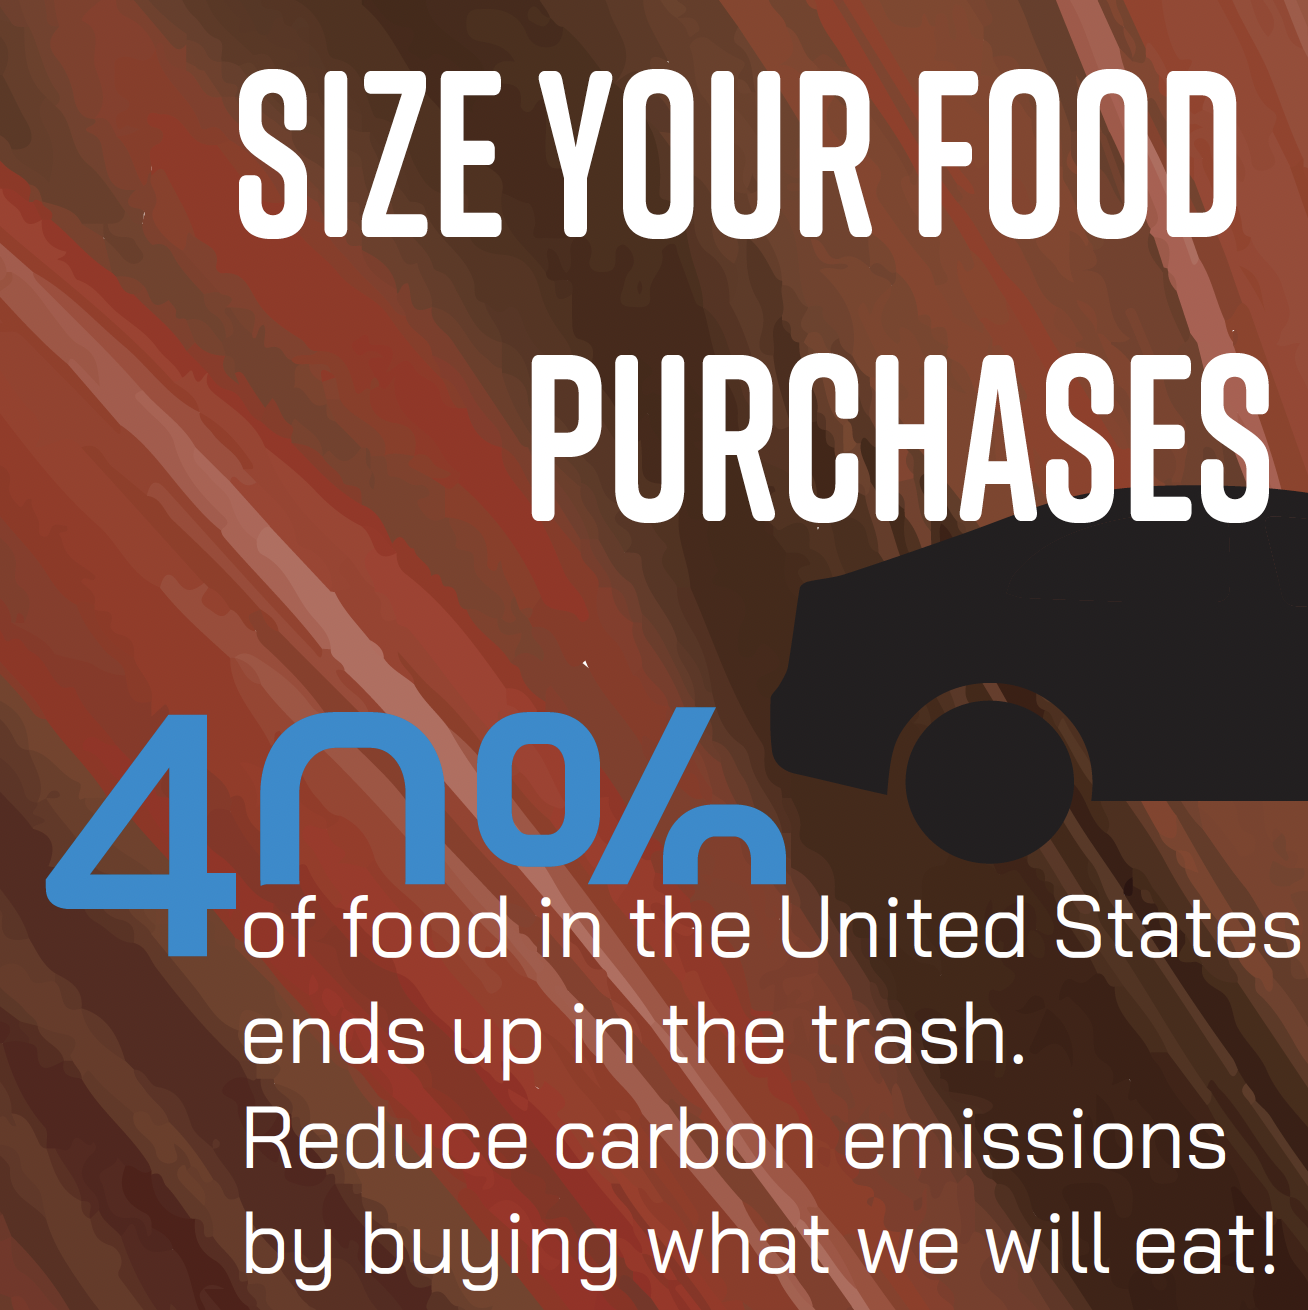 SIZE YOUR FOOD
PURCHASES
40%
of food in the United States
ends up in the trash.
Reduce carbon emissions
by buying what we will eat!